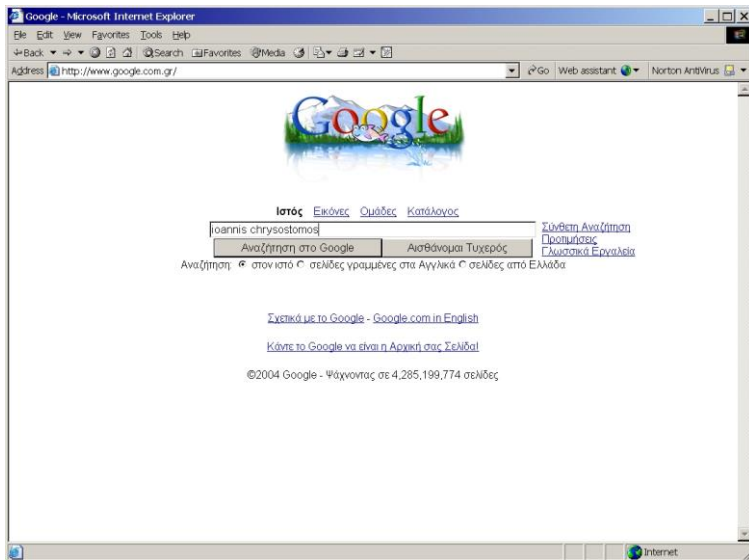 Google - Microsoft Internet Explorer
File Edit View Favorites Tools Help
Back Search Favorites Media
Address http://www.google.com.gr/ Go Web assistant Norton AntiVirus
Google
Ιστός Εικόνες Ομάδες Κατάλογος
ioannis chrysostomos
Σύνθετη Αναζήτηση
Προτιμήσεις
Γλωσσικά Εργαλεία
Αναζήτηση στο Google Αισθάνομαι Τυχερός
Αναζήτηση: στον ιστό σελίδες γραμμένες στα Αγγλικά σελίδες από Ελλάδα
Σχετικά με το Google - Google.com in English
Κάντε το Google να είναι η Αρχική σας Σελίδα!
©2004 Google - Ψάχνοντας σε 4,285,199,774 σελίδες
Internet